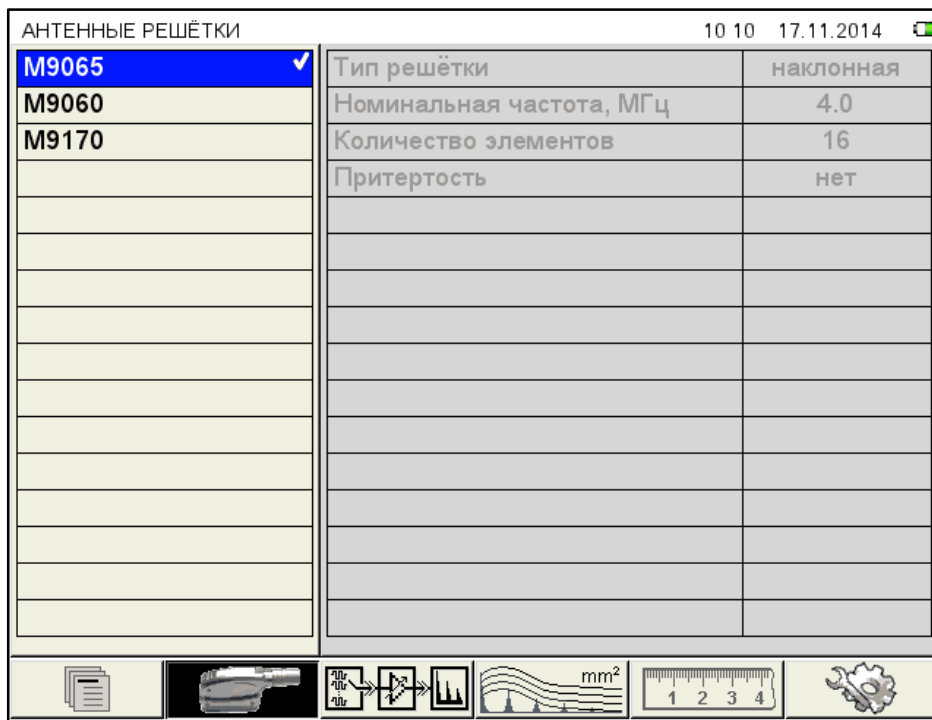 АНТЕННЫЕ РЕШЁТКИ 10 10 17.11.2014
M9065 Тип решётки наклонная
M9060 Номинальная частота, МГц 4.0
M9170 Количество элементов 16
Притертость нет
mm²
1 2 3 4